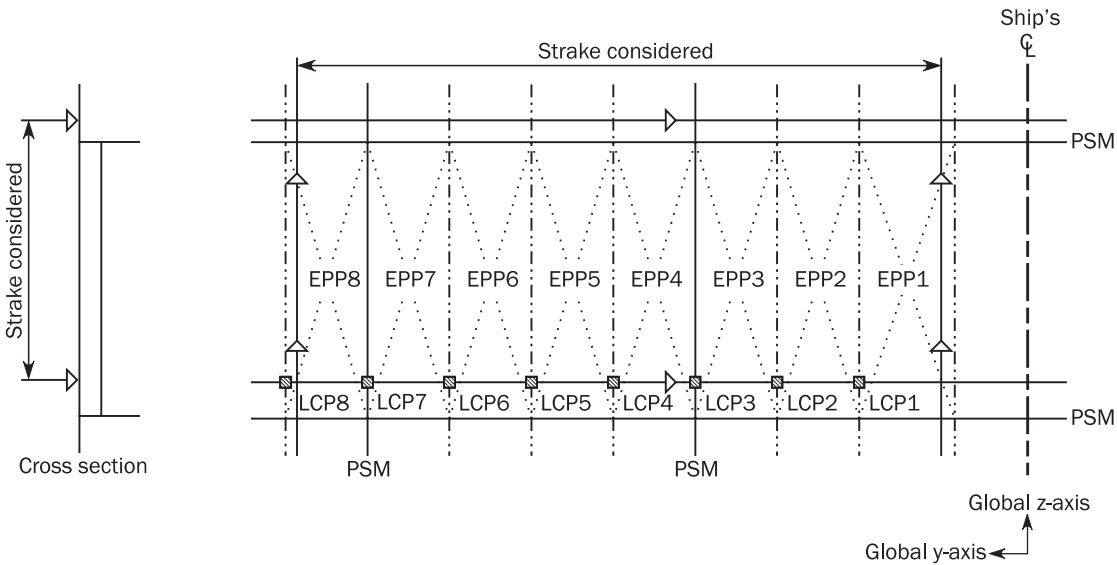 Ship's
℄
Strake considered
PSM
Strake considered
EPP8 EPP7 EPP6 EPP5 EPP4 EPP3 EPP2 EPP1
LCP8 LCP7 LCP6 LCP5 LCP4 LCP3 LCP2 LCP1
PSM
Cross section
PSM
PSM
Global z-axis
Global y-axis